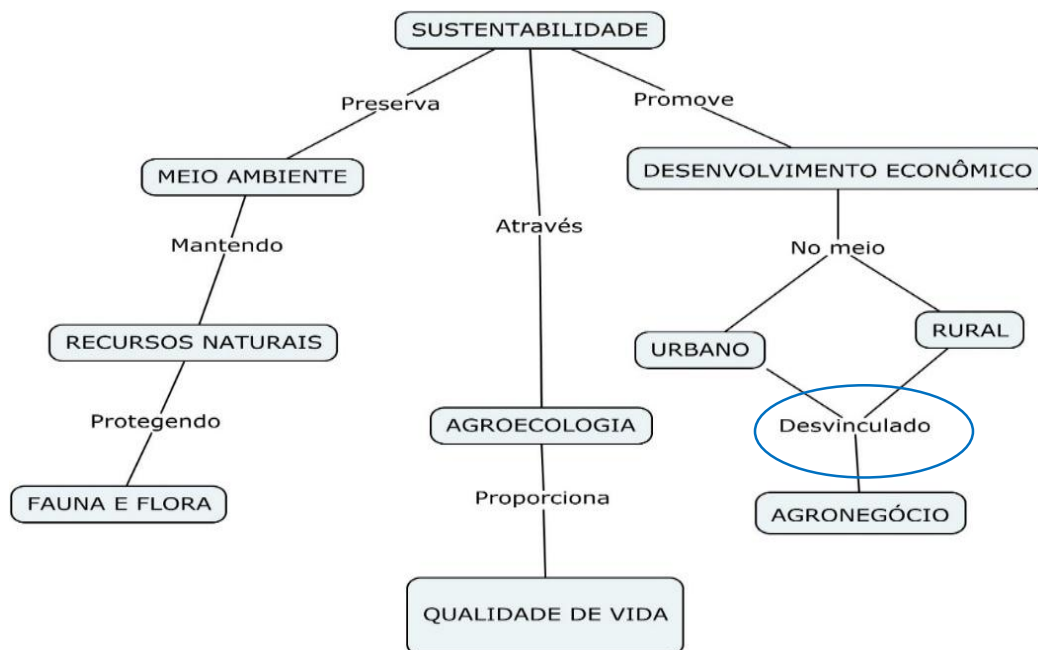 SUSTENTABILIDADE
Preserva
Promove
MEIO AMBIENTE
DESENVOLVIMENTO ECONÔMICO
Através
Mantendo
No meio
RECURSOS NATURAIS
URBANO
RURAL
Protegendo
AGROECOLOGIA
Desvinculado
FAUNA E FLORA
Proporciona
AGRONEGÓCIO
QUALIDADE DE VIDA